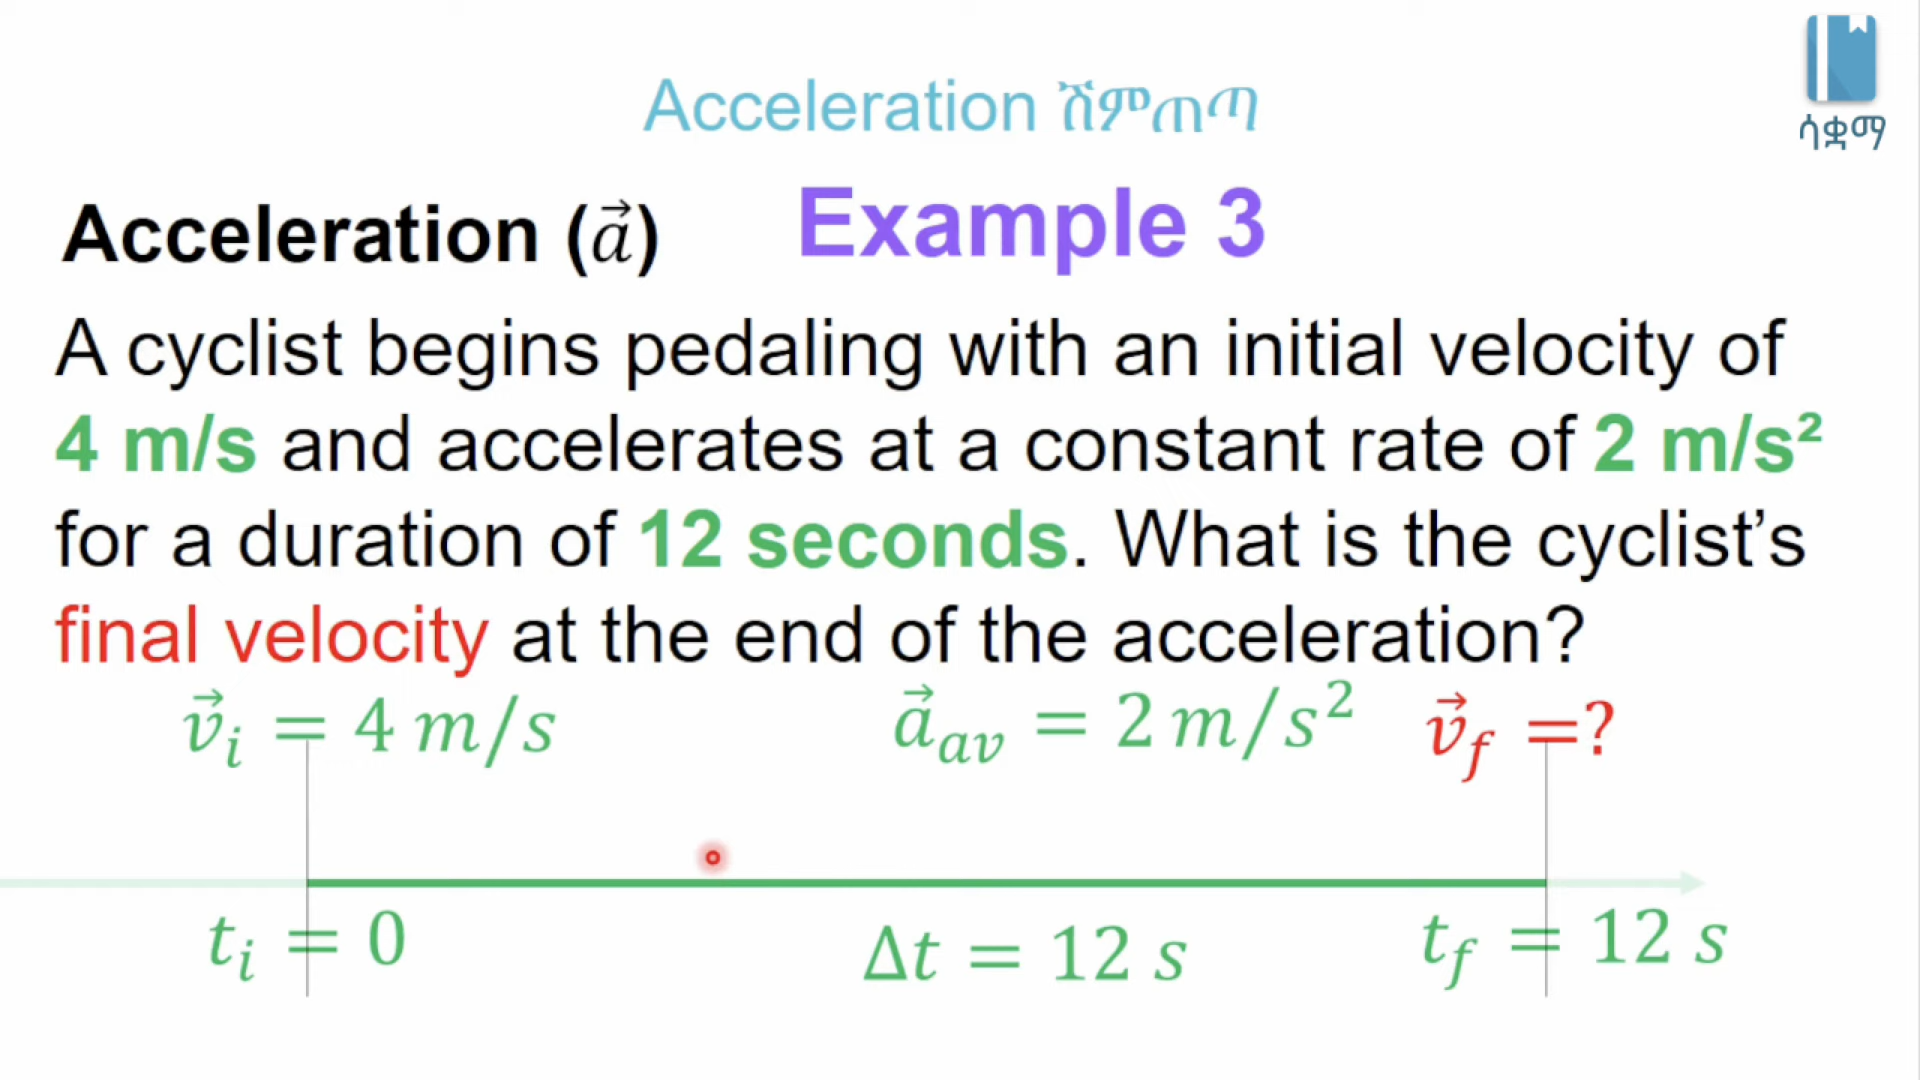 Acceleration ሽምጠጣ
ሳቋማ
Acceleration (a⃗)
Example 3
A cyclist begins pedaling with an initial velocity of
4 m/s and accelerates at a constant rate of 2 m/s²
for a duration of 12 seconds. What is the cyclist’s
final velocity at the end of the acceleration?
v⃗ᵢ = 4 m/s
a⃗ₐᵥ = 2 m/s²
v⃗_f =?
tᵢ = 0
Δt = 12 s
t_f = 12 s